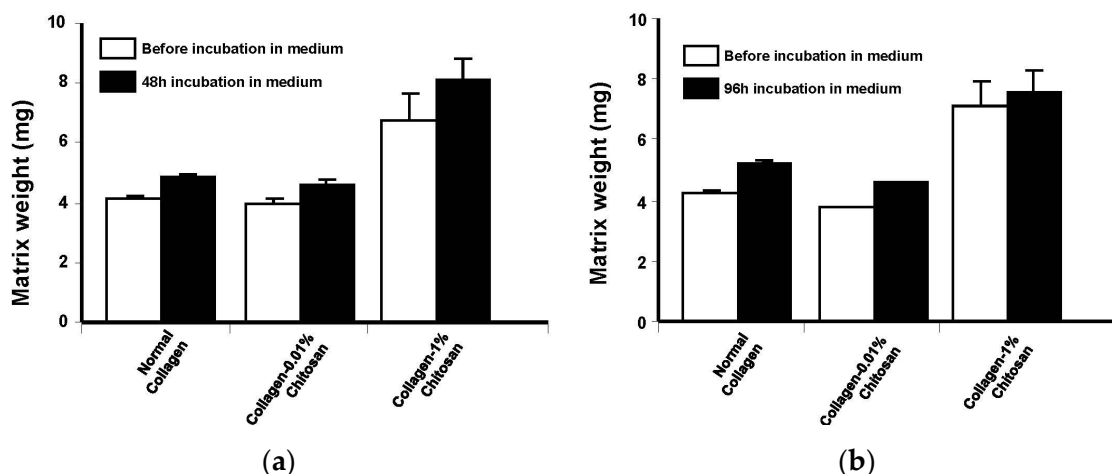 10
8
6
4
2
0
Matrix weight (mg)
Before incubation in medium
48h incubation in medium
Normal
Collagen
Collagen-0.01%
Chitosan
Collagen-1%
Chitosan
(a)
10
8
6
4
2
0
Matrix weight (mg)
Before incubation in medium
96h incubation in medium
Normal
Collagen
Collagen-0.01%
Chitosan
Collagen-1%
Chitosan
(b)